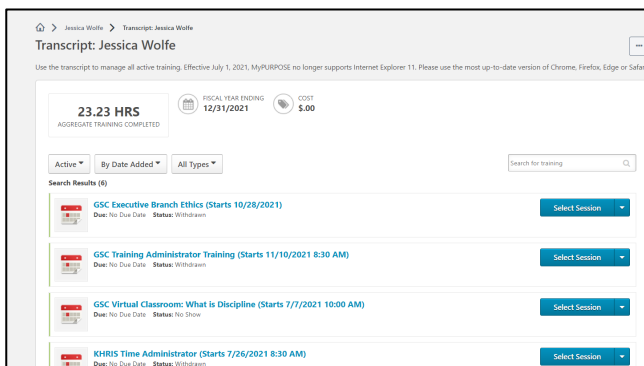 Jessica Wolfe > Transcript: Jessica Wolfe
Transcript: Jessica Wolfe
Use the transcript to manage all active training. Effective July 1, 2021, MyPURPOSE no longer supports Internet Explorer 11. Please use the most up-to-date version of Chrome, Firefox, Edge or Safari
23.23 HRS
AGGREGATE TRAINING COMPLETED
FISCAL YEAR ENDING
12/31/2021
COST
$.00
Active
By Date Added
All Types
Search for training
Search Results (6)
GSC Executive Branch Ethics (Starts 10/28/2021)
Due: No Due Date Status: Withdrawn
Select Session
GSC Training Administrator Training (Starts 11/10/2021 8:30 AM)
Due: No Due Date Status: Withdrawn
Select Session
GSC Virtual Classroom: What is Discipline (Starts 7/7/2021 10:00 AM)
Due: No Due Date Status: No Show
Select Session
KHRIS Time Administrator (Starts 7/26/2021 8:30 AM)
Due: No Due Date Status: Withdrawn
Select Session